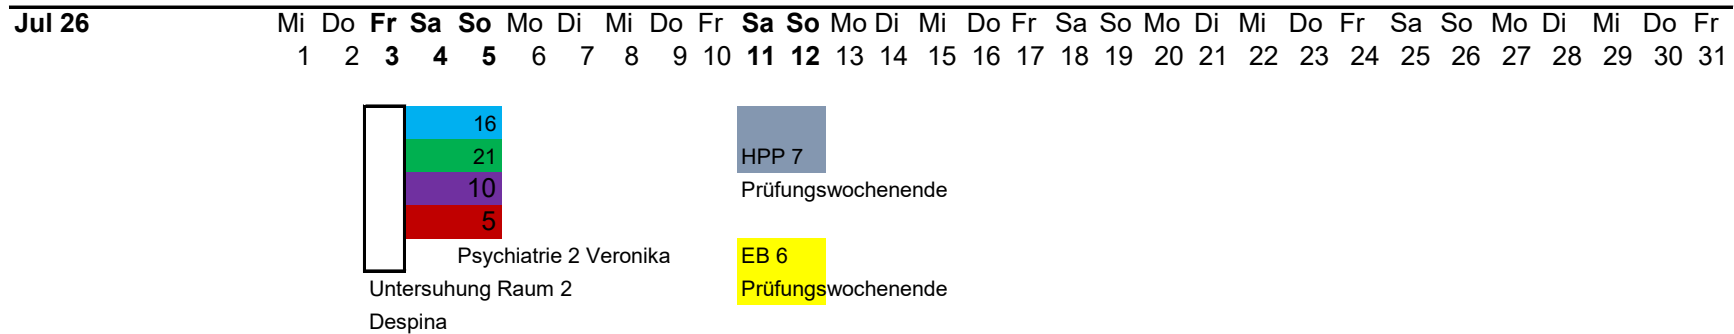 Jul 26 Mi Do Fr Sa So Mo Di Mi Do Fr Sa So Mo Di Mi Do Fr Sa So Mo Di Mi Do Fr Sa So Mo Di Mi Do Fr
1 2 3 4 5 6 7 8 9 10 11 12 13 14 15 16 17 18 19 20 21 22 23 24 25 26 27 28 29 30 31
16
21 HPP 7
10 Prüfungswochenende
5
Psychiatrie 2 Veronika EB 6
Untersuhung Raum 2 Prüfungswochenende
Despina